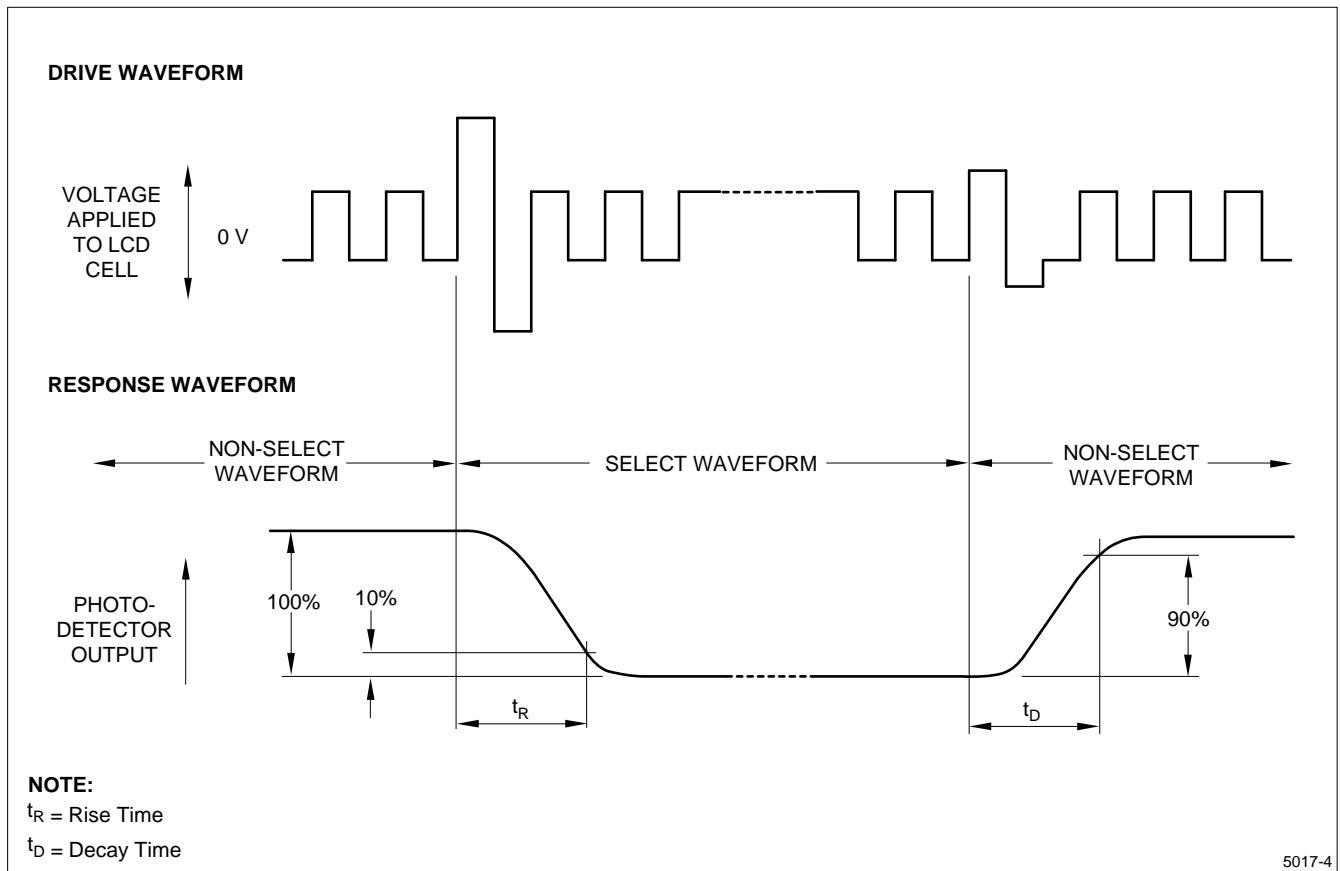 DRIVE WAVEFORM
VOLTAGE
APPLIED
TO LCD
CELL
0 V
RESPONSE WAVEFORM
NON-SELECT
WAVEFORM
SELECT WAVEFORM
NON-SELECT
WAVEFORM
PHOTO-
DETECTOR
OUTPUT
100%
10%
90%
tR
tD
NOTE:
tR = Rise Time
tD = Decay Time
5017-4